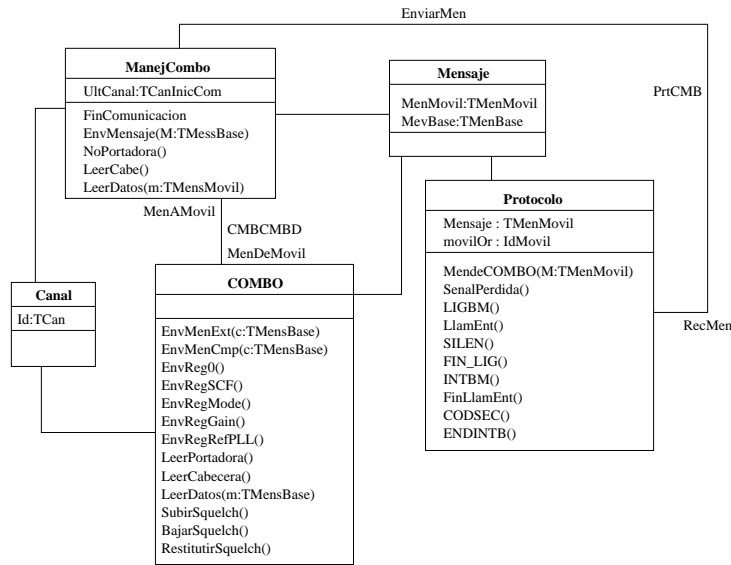 EnviarMen
ManejCombo
UltCanal:TCanInicCom
FinComunicacion
EnvMensaje(M:TMessBase)
NoPortadora()
LeerCabe()
LeerDatos(m:TMensMovil)
Mensaje
MenMovil:TMenMovil
MevBase:TMenBase
PrtCMB
MenAMovil
CMBCMBD
MenDeMovil
Protocolo
Mensaje : TMenMovil
movilOr : IdMovil
MendeCOMBO(M:TMenMovil)
SenalPerdida()
LIGBM()
LlamEnt()
SILEN()
FIN_LIG()
INTBM()
FinLlamEnt()
CODSEC()
ENDINTB()
RecMen
Canal
Id:TCan
COMBO
EnvMenExt(c:TMensBase)
EnvMenCmp(c:TMensBase)
EnvReg0()
EnvRegSCF()
EnvRegMode()
EnvRegGain()
EnvRegRefPLL()
LeerPortadora()
LeerCabecera()
LeerDatos(m:TMensBase)
SubirSquelch()
BajarSquelch()
RestitutirSquelch()